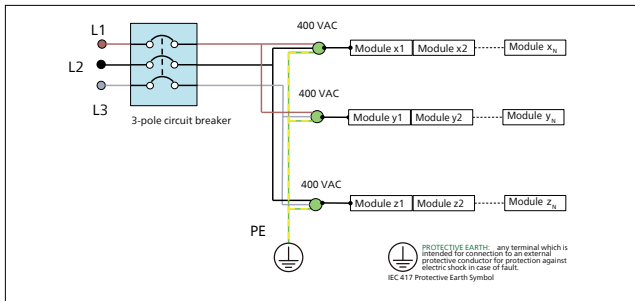 400 VAC
L1
Module x1 Module x2 Module xN
L2
L3
400 VAC
3-pole circuit breaker
Module y1 Module y2 Module yN
400 VAC
Module z1 Module z2 Module zN
PE
PROTECTIVE EARTH: any terminal which is
intended for connection to an external
protective conductor for protection against
electric shock in case of fault.
IEC 417 Protective Earth Symbol